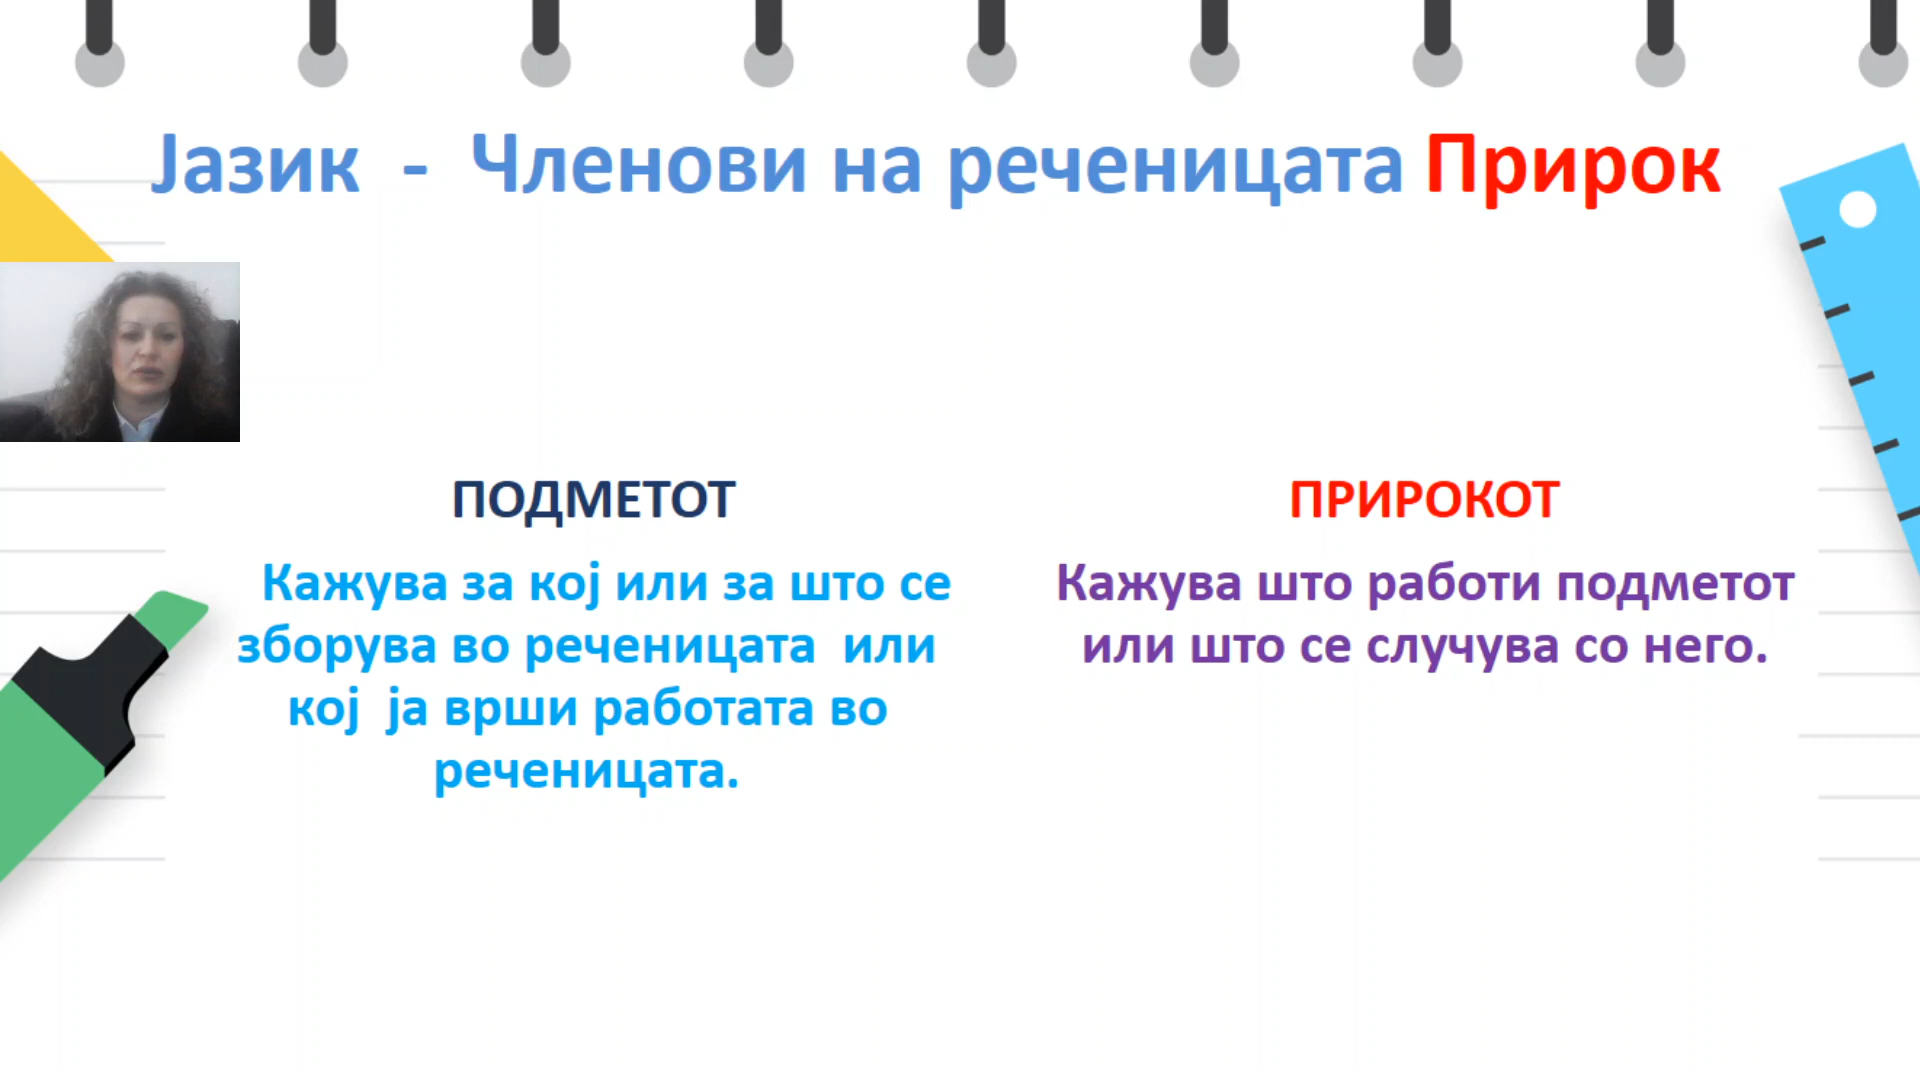 Јазик - Членови на реченицата Прирок
ПОДМЕТОТ
Кажува за кој или за што се
зборува во реченицата или
кој ја врши работата во
реченицата.
ПРИРОКОТ
Кажува што работи подметот
или што се случува со него.